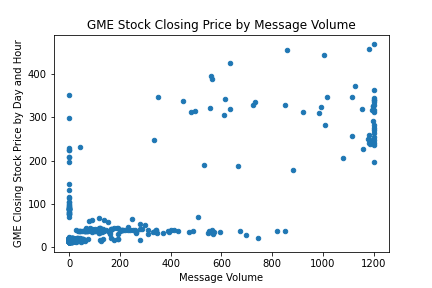 GME Stock Closing Price by Message Volume
GME Closing Stock Price by Day and Hour
400
300
200
100
0
0 200 400 600 800 1000 1200
Message Volume